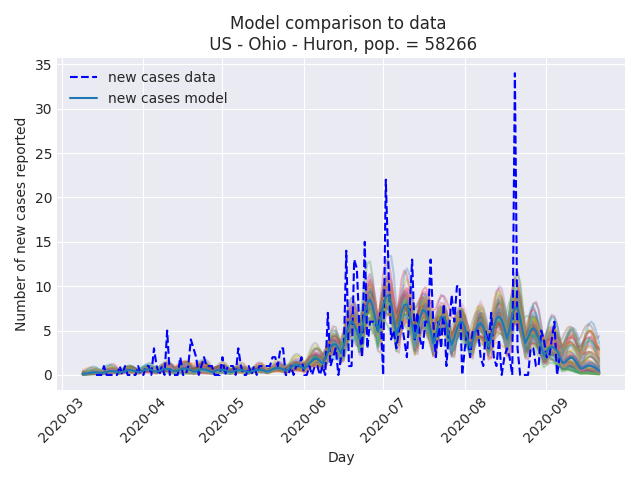 Model comparison to data
US - Ohio - Huron, pop. = 58266
new cases data
new cases model
Number of new cases reported
35
30
25
20
15
10
5
0
2020-03
2020-04
2020-05
2020-06
2020-07
2020-08
2020-09
Day